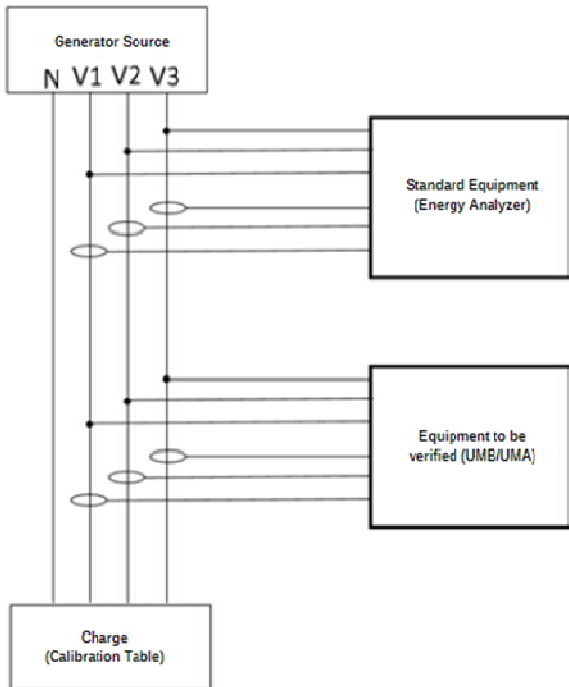 Generator Source
N V1 V2 V3
Standard Equipment
(Energy Analyzer)
Equipment to be
verified (UMB/UMA)
Charge
(Calibration Table)